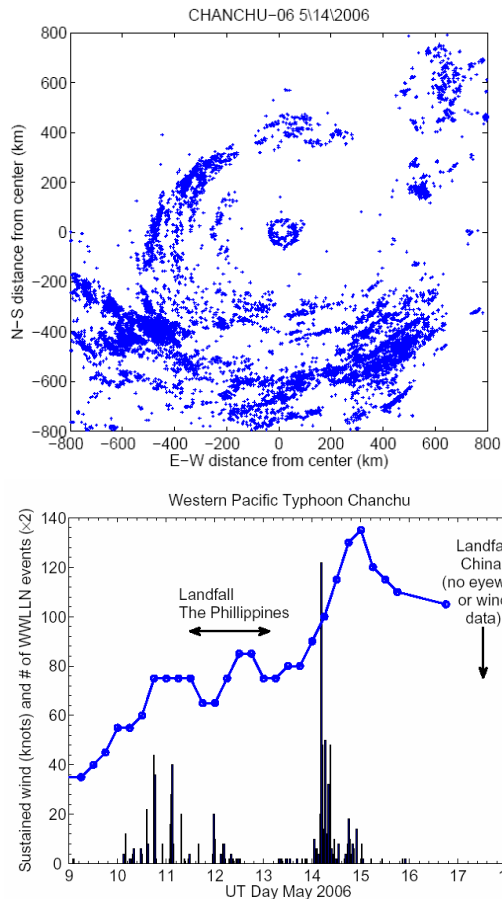 CHANCHU−06 5\14\2006
N−S distance from center (km)
800
600
400
200
0
−200
−400
−600
−800
−800 −600 −400 −200 0 200 400 600 800
E−W distance from center (km)
Western Pacific Typhoon Chanchu
Sustained wind (knots) and # of WWLLN events (×2)
140
120
100
80
60
40
20
0
Landfall
The Phillippines
Landfa
China
(no eyew
or wind
data)
9 10 11 12 13 14 15 16 17 1
UT Day May 2006